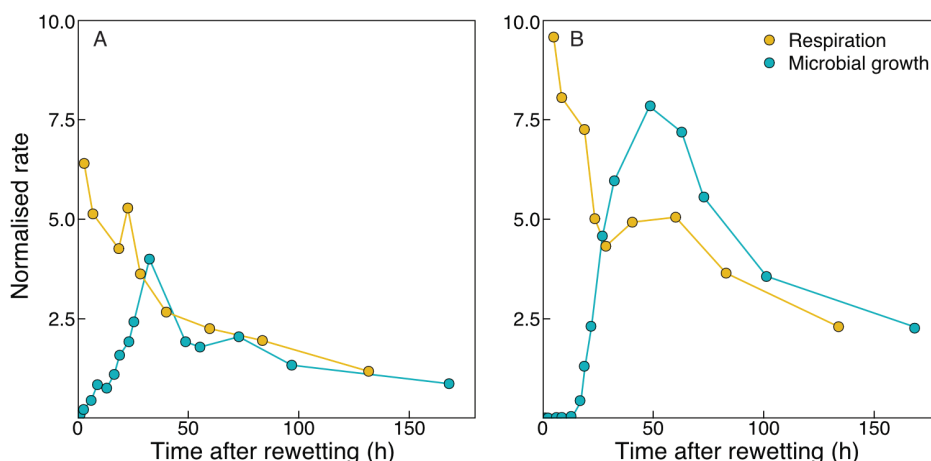 A
B
Respiration
Microbial growth
Normalised rate
10.0
7.5
5.0
2.5
0
50
100
150
Time after rewetting (h)
10.0
7.5
5.0
2.5
0
50
100
150
Time after rewetting (h)